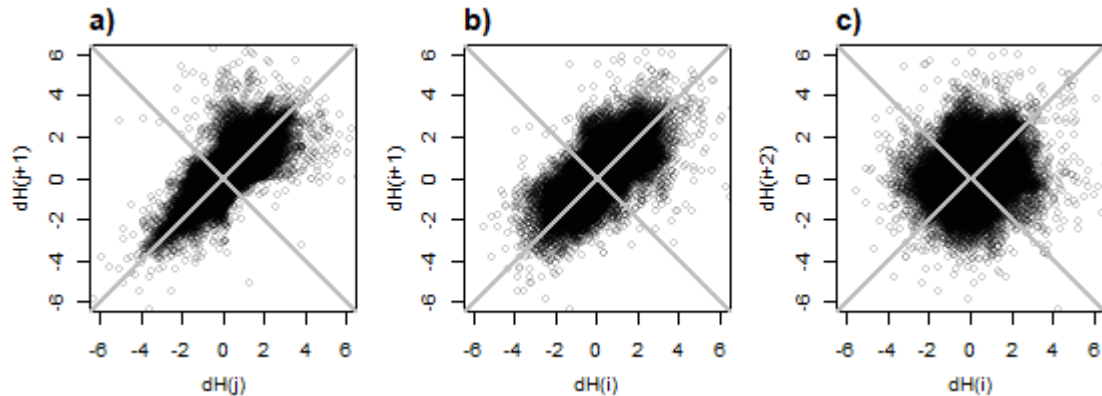 a) b) c)
6 6 6
4 4 4
2 2 2
0 0 0
-2 -2 -2
-4 -4 -4
-6 -6 -6
dH(j+1) dH(i+1) dH(i+2)
-6 -4 -2 0 2 4 6 -6 -4 -2 0 2 4 6 -6 -4 -2 0 2 4 6
dH(j) dH(i) dH(i)